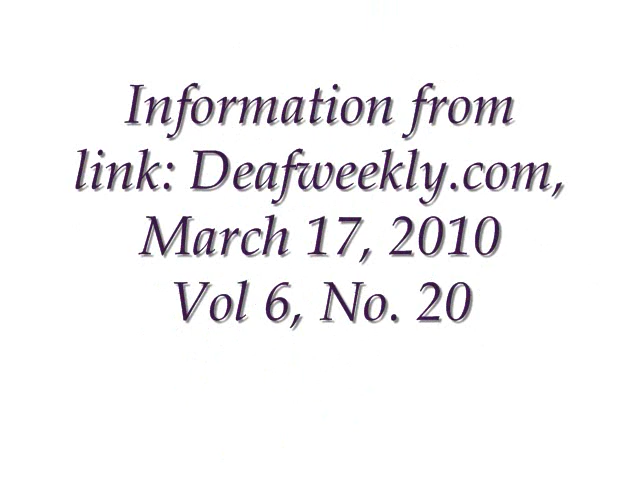 Information from
link: Deafweekly.com,
March 17, 2010
Vol 6, No. 20